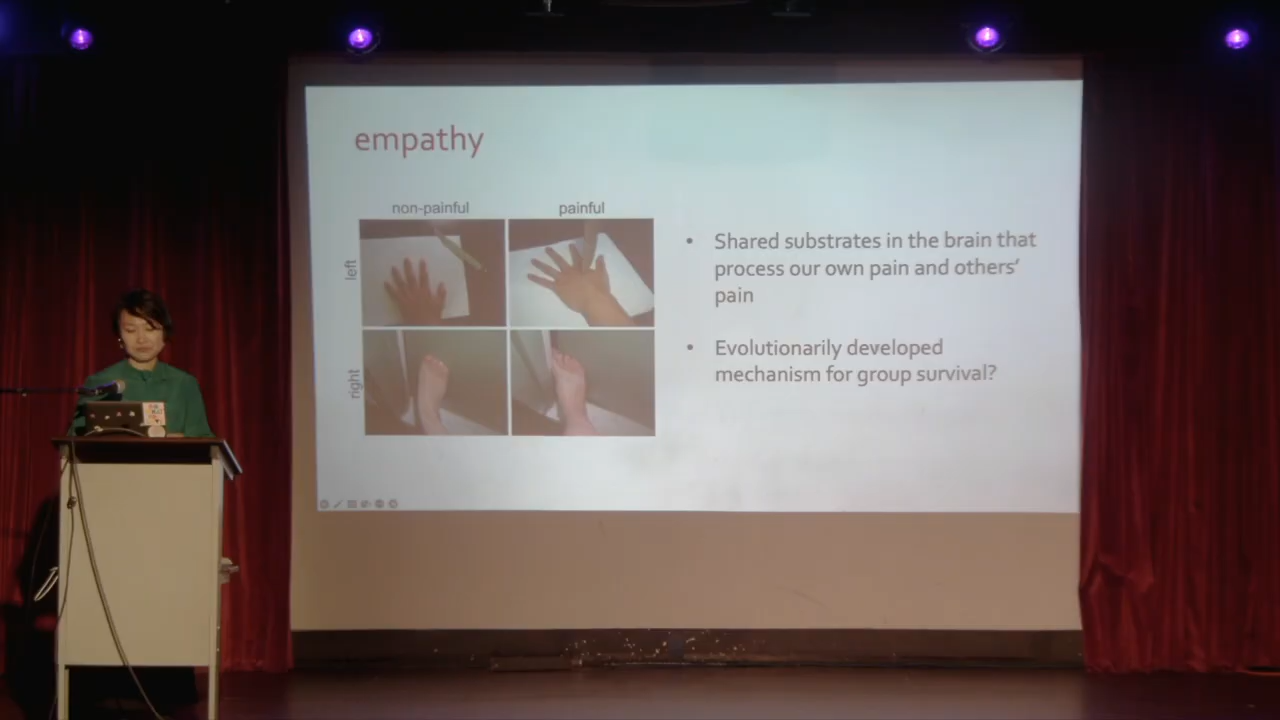 empathy
non-painful
painful
left
right
• Shared substrates in the brain that
process our own pain and others'
pain
• Evolutionarily developed
mechanism for group survival?